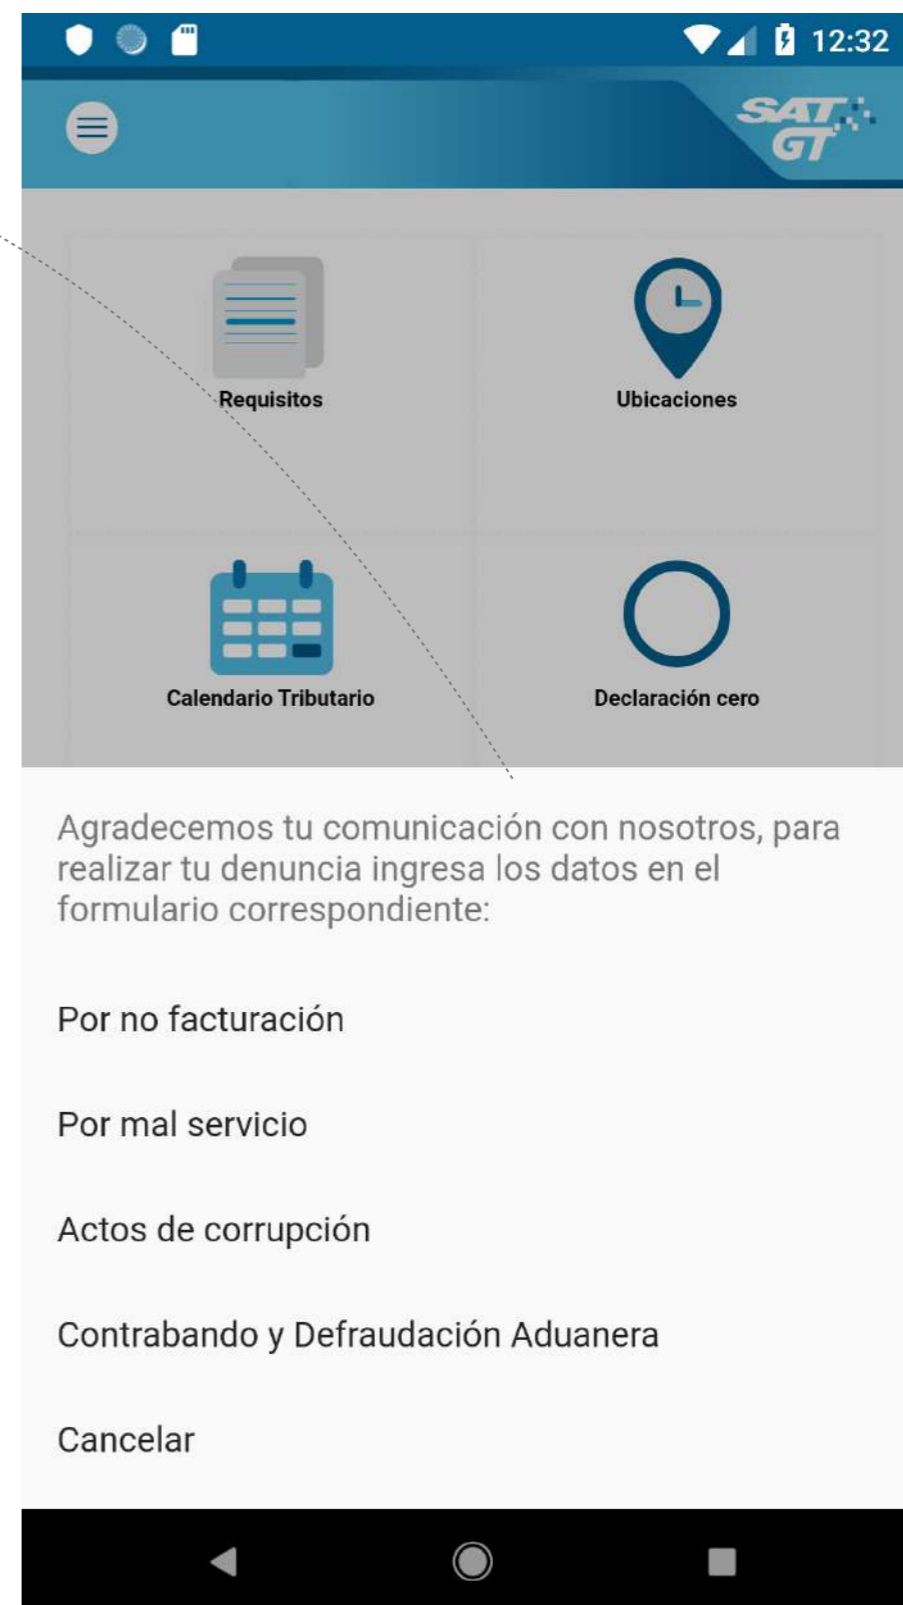 12:32
SAT
GT
Requisitos
Ubicaciones
Calendario Tributario
Declaración cero
Agradecemos tu comunicación con nosotros, para
realizar tu denuncia ingresa los datos en el
formulario correspondiente:
Por no facturación
Por mal servicio
Actos de corrupción
Contrabando y Defraudación Aduanera
Cancelar